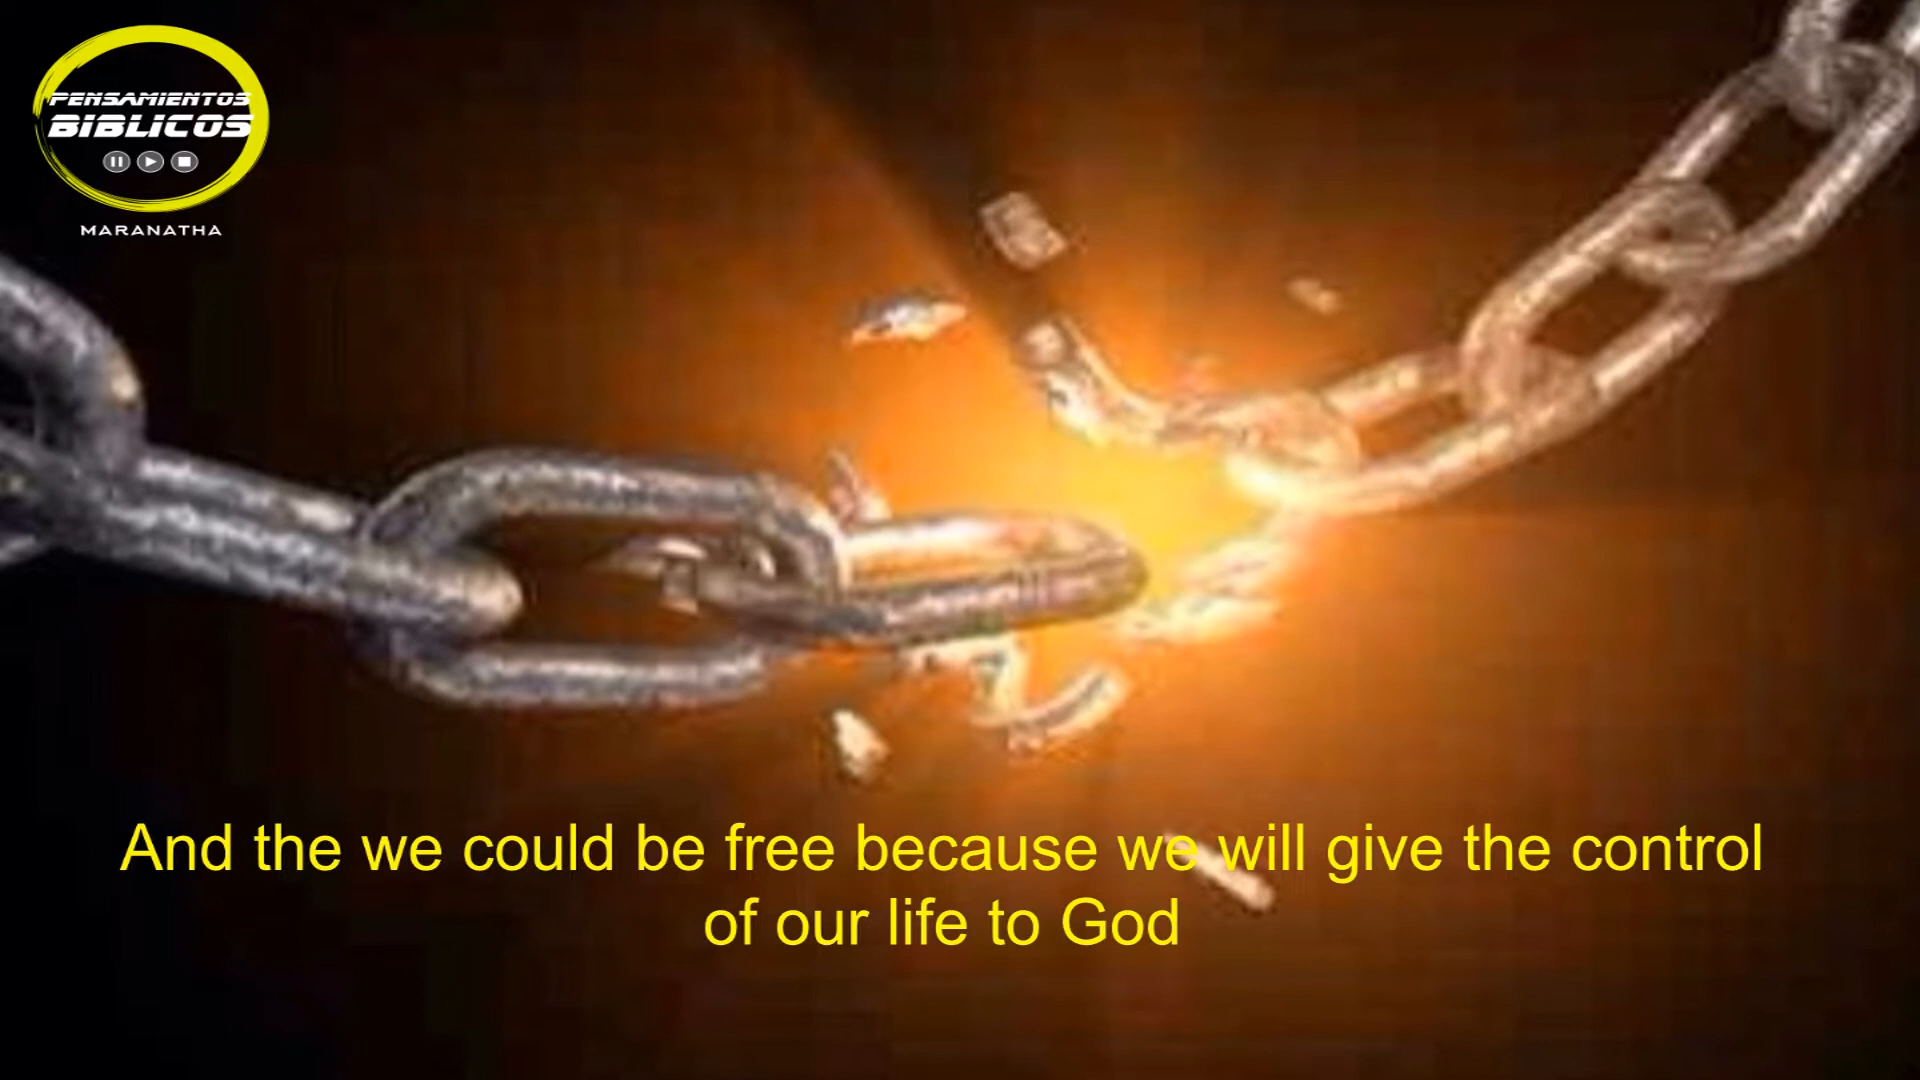 PENSAMIENTOS
BIBLICOS
MARANATHA
And the we could be free because we will give the control
of our life to God